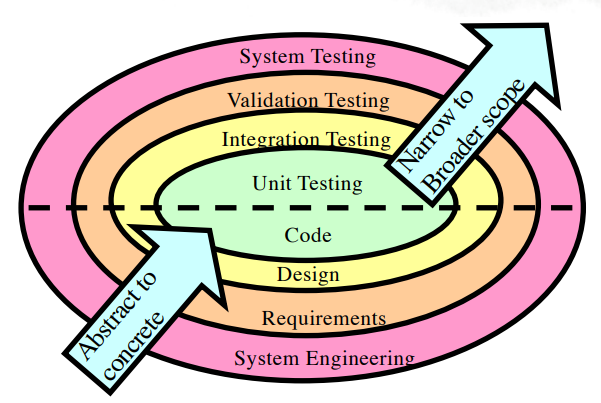 System Testing
Validation Testing
Integration Testing
Unit Testing
Code
Design
Requirements
System Engineering
Narrow to
Broader scope
Abstract to
concrete